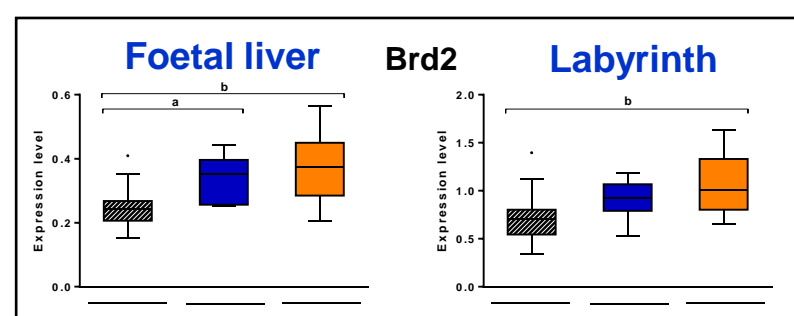 Foetal liver Brd2 Labyrinth
b
a
Expression level
0.6
0.4
0.2
0.0
b
Expression level
2.0
1.5
1.0
0.5
0.0